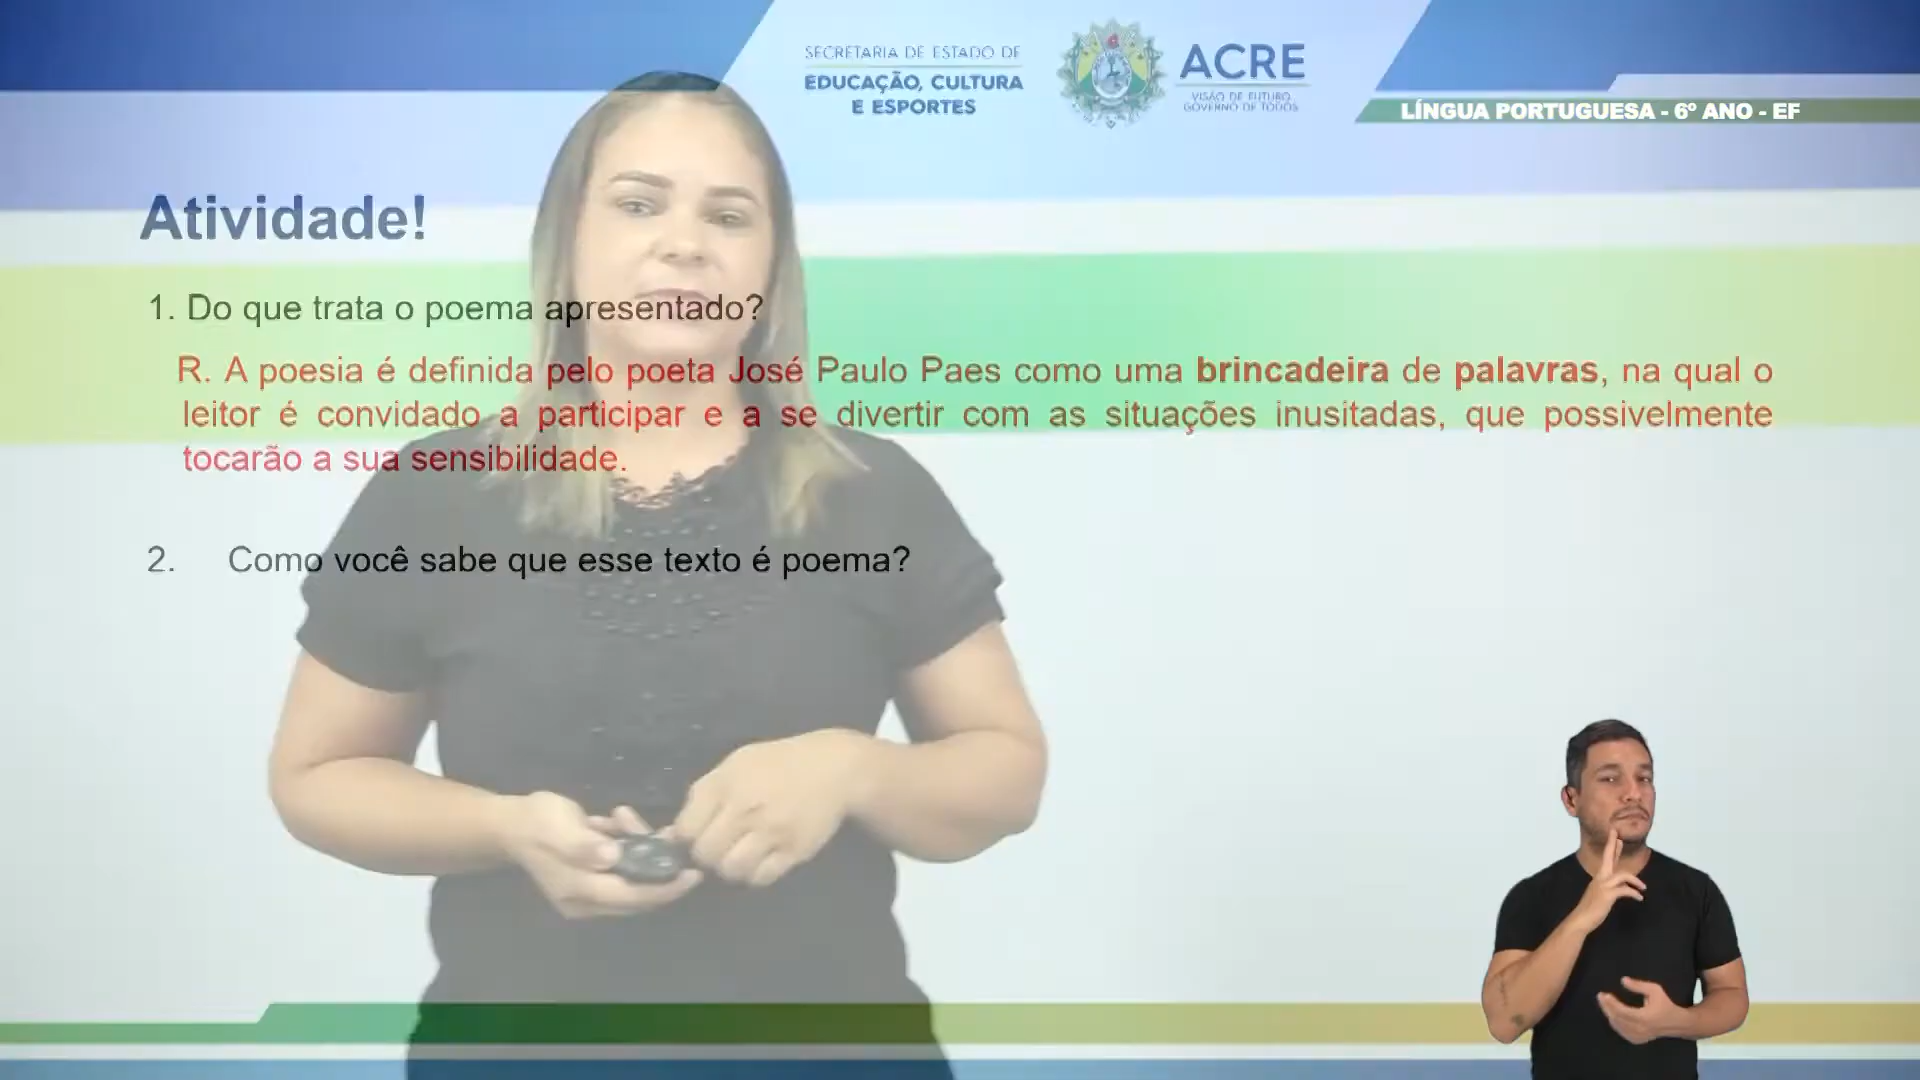 SECRETARIA DE ESTADO DE
EDUCAÇÃO, CULTURA
E ESPORTES
ACRE
VISÃO DE FUTURO
GOVERNO DE TODOS
LÍNGUA PORTUGUESA - 6º ANO - EF
Atividade!
1. Do que trata o poema apresentado?
R. A poesia é definida pelo poeta José Paulo Paes como uma brincadeira de palavras, na qual o
leitor é convidado a participar e a se divertir com as situações inusitadas, que possivelmente
tocarão a sua sensibilidade.
2. Como você sabe que esse texto é poema?